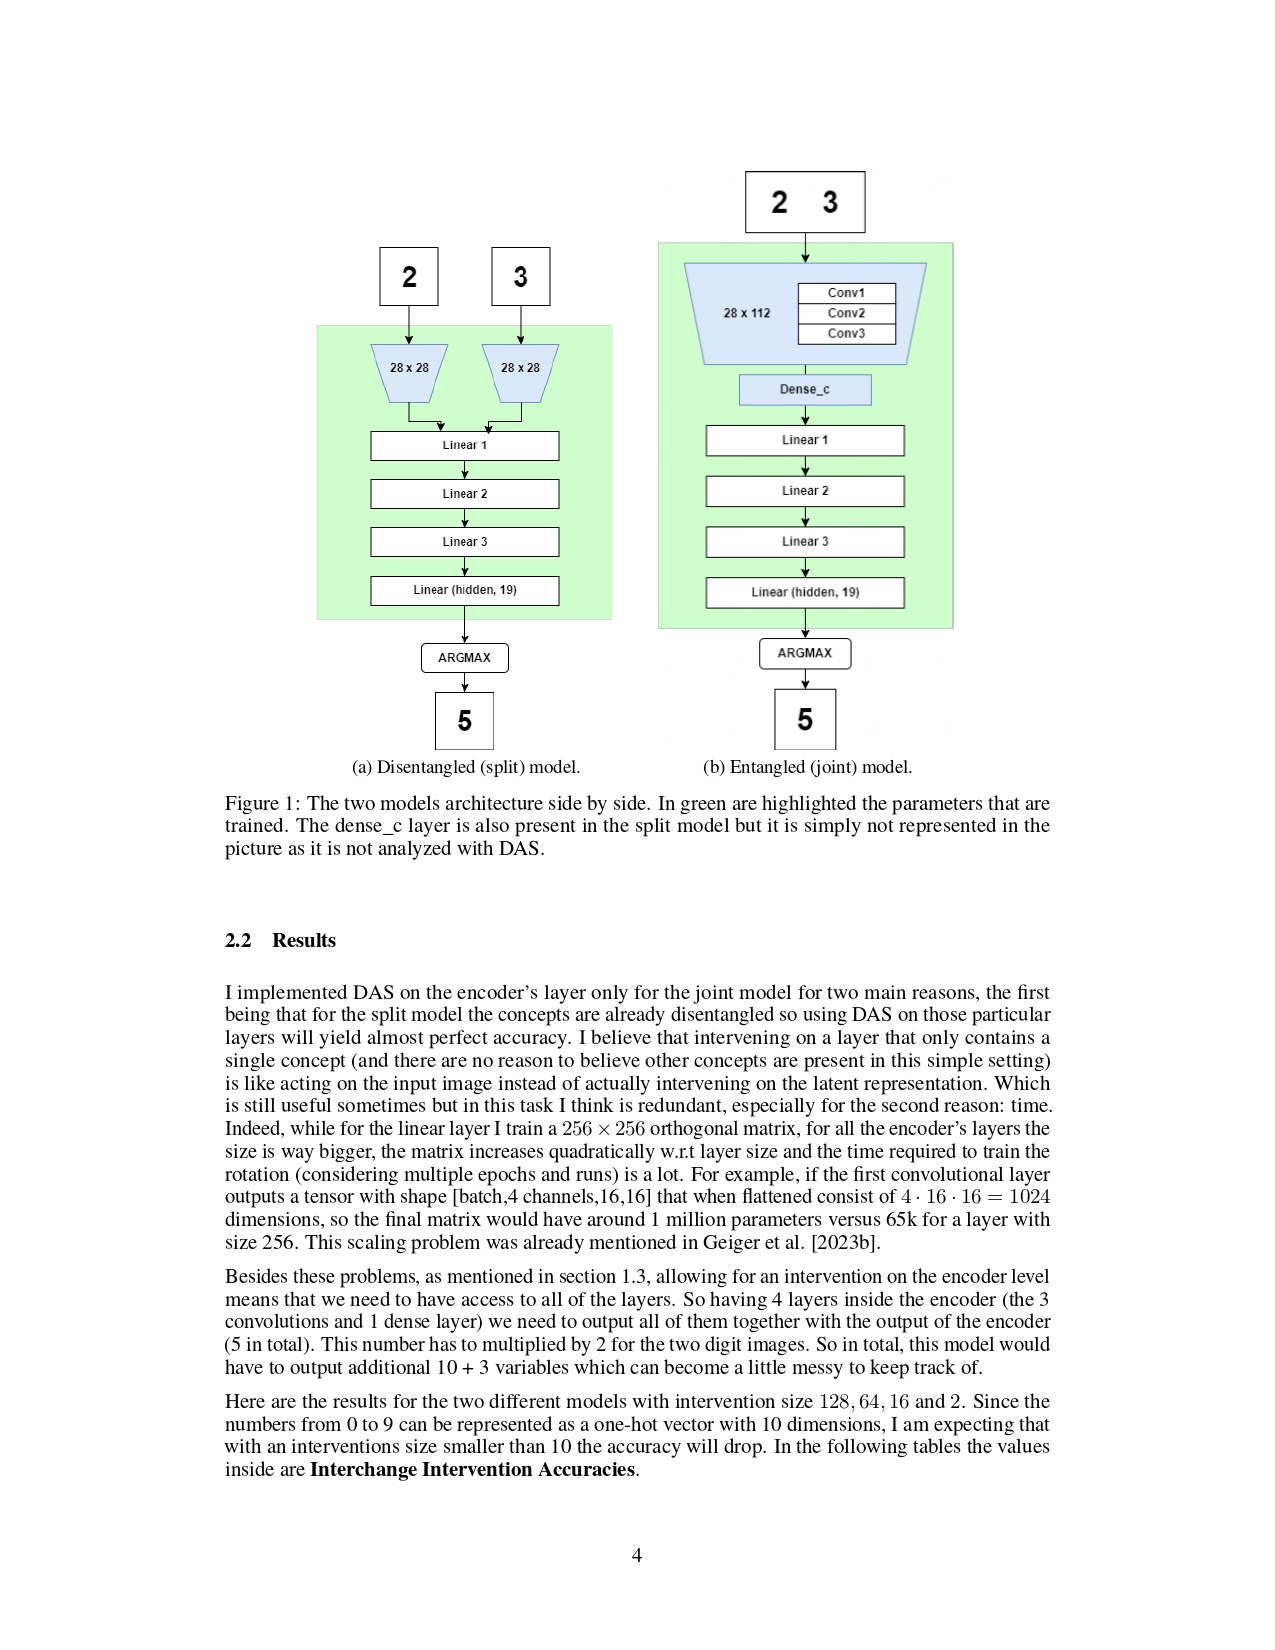 2 3
2
3
28 x 112
Conv1
Conv2
Conv3
28 x 28
28 x 28
Dense_c
Linear 1
Linear 1
Linear 2
Linear 2
Linear 3
Linear 3
Linear (hidden, 19)
Linear (hidden, 19)
ARGMAX
ARGMAX
5
5
(a) Disentangled (split) model.
(b) Entangled (joint) model.
Figure 1: The two models architecture side by side. In green are highlighted the parameters that are
trained. The dense_c layer is also present in the split model but it is simply not represented in the
picture as it is not analyzed with DAS.
2.2 Results
I implemented DAS on the encoder's layer only for the joint model for two main reasons, the first
being that for the split model the concepts are already disentangled so using DAS on those particular
layers will yield almost perfect accuracy. I believe that intervening on a layer that only contains a
single concept (and there are no reason to believe other concepts are present in this simple setting)
is like acting on the input image instead of actually intervening on the latent representation. Which
is still useful sometimes but in this task I think is redundant, especially for the second reason: time.
Indeed, while for the linear layer I train a 256 × 256 orthogonal matrix, for all the encoder's layers the
size is way bigger, the matrix increases quadratically w.r.t layer size and the time required to train the
rotation (considering multiple epochs and runs) is a lot. For example, if the first convolutional layer
outputs a tensor with shape [batch,4 channels,16,16] that when flattened consist of 4 · 16 · 16 = 1024
dimensions, so the final matrix would have around 1 million parameters versus 65k for a layer with
size 256. This scaling problem was already mentioned in Geiger et al. [2023b].
Besides these problems, as mentioned in section 1.3, allowing for an intervention on the encoder level
means that we need to have access to all of the layers. So having 4 layers inside the encoder (the 3
convolutions and 1 dense layer) we need to output all of them together with the output of the encoder
(5 in total). This number has to multiplied by 2 for the two digit images. So in total, this model would
have to output additional 10 + 3 variables which can become a little messy to keep track of.
Here are the results for the two different models with intervention size 128, 64, 16 and 2. Since the
numbers from 0 to 9 can be represented as a one-hot vector with 10 dimensions, I am expecting that
with an interventions size smaller than 10 the accuracy will drop. In the following tables the values
inside are Interchange Intervention Accuracies.
4